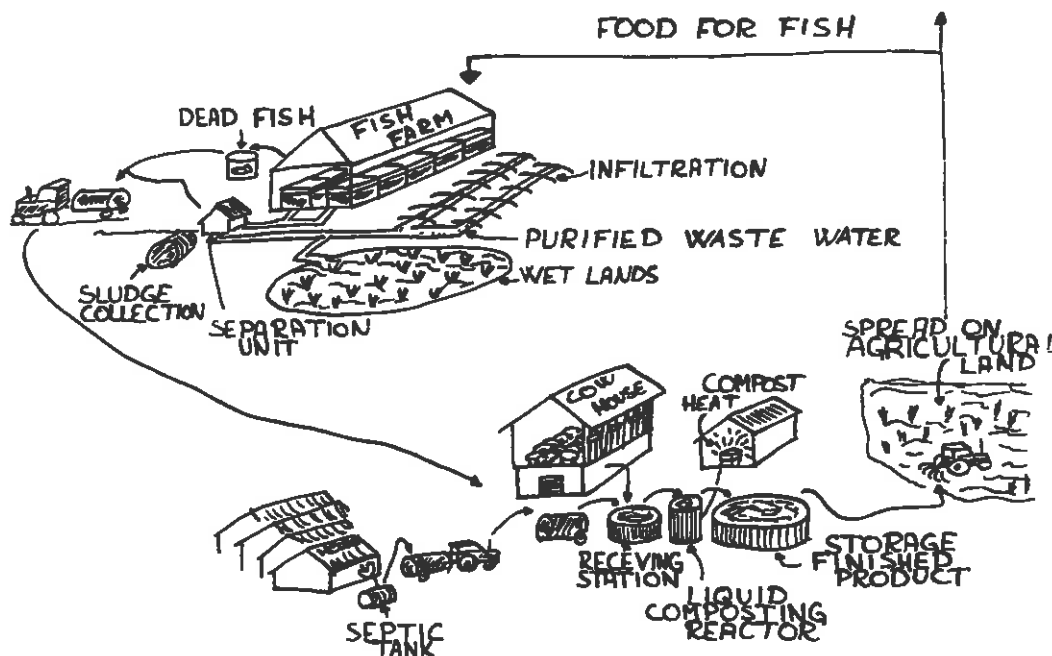 FOOD FOR FISH
DEAD FISH
FISH
FARM
INFILTRATION
PURIFIED WASTE WATER
WET LANDS
SLUDGE
COLLECTION
SEPARATION
UNIT
SPREAD ON
AGRICULTURAL
LAND
COW
HOUSE
COMPOST
HEAT
RECEVING
STATION
LIQUID
COMPOSTING
REACTOR
STORAGE
FINISHED
PRODUCT
SEPTIC
TANK